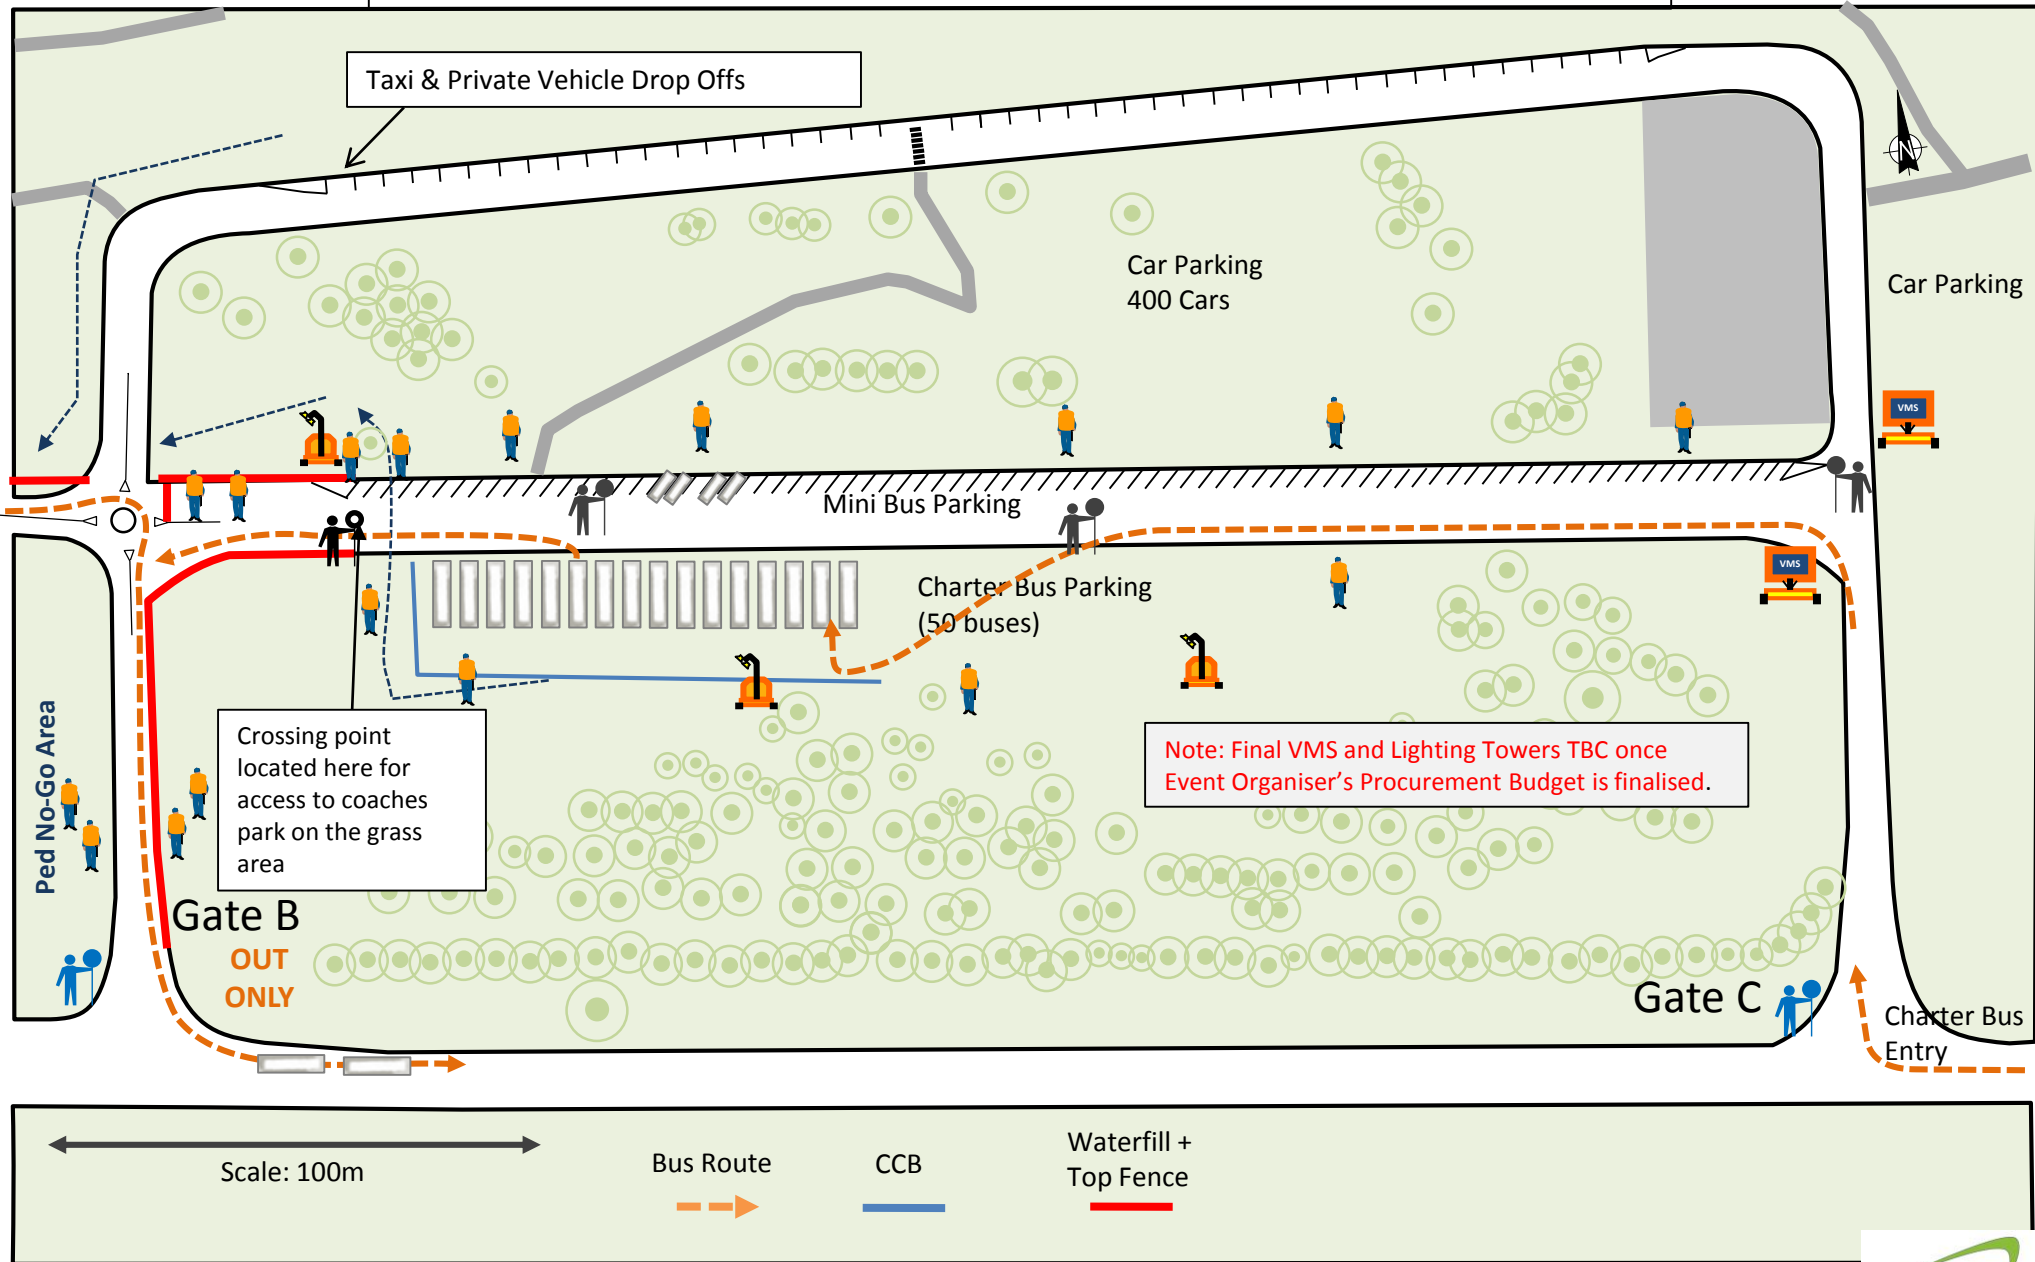 Taxi & Private Vehicle Drop Offs
N
Car Parking
400 Cars
Car Parking
VMS
Mini Bus Parking
VMS
Charter Bus Parking
(50 buses)
Ped No-Go Area
Crossing point
located here for
access to coaches
park on the grass
area
Note: Final VMS and Lighting Towers TBC once
Event Organiser's Procurement Budget is finalised.
Gate B
OUT
ONLY
Gate C
Charter Bus
Entry
Scale: 100m
Bus Route
CCB
Waterfill +
Top Fence